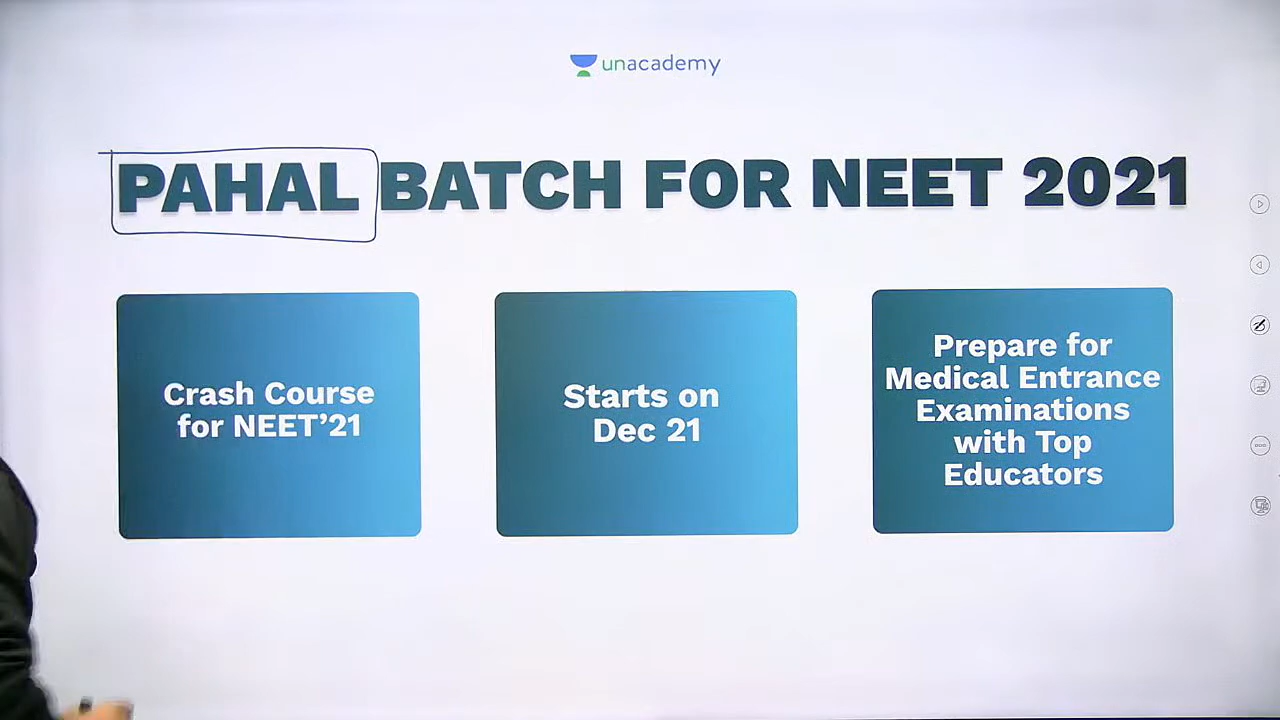 unacademy
PAHAL BATCH FOR NEET 2021
Crash Course
for NEET’21
Starts on
Dec 21
Prepare for
Medical Entrance
Examinations
with Top
Educators